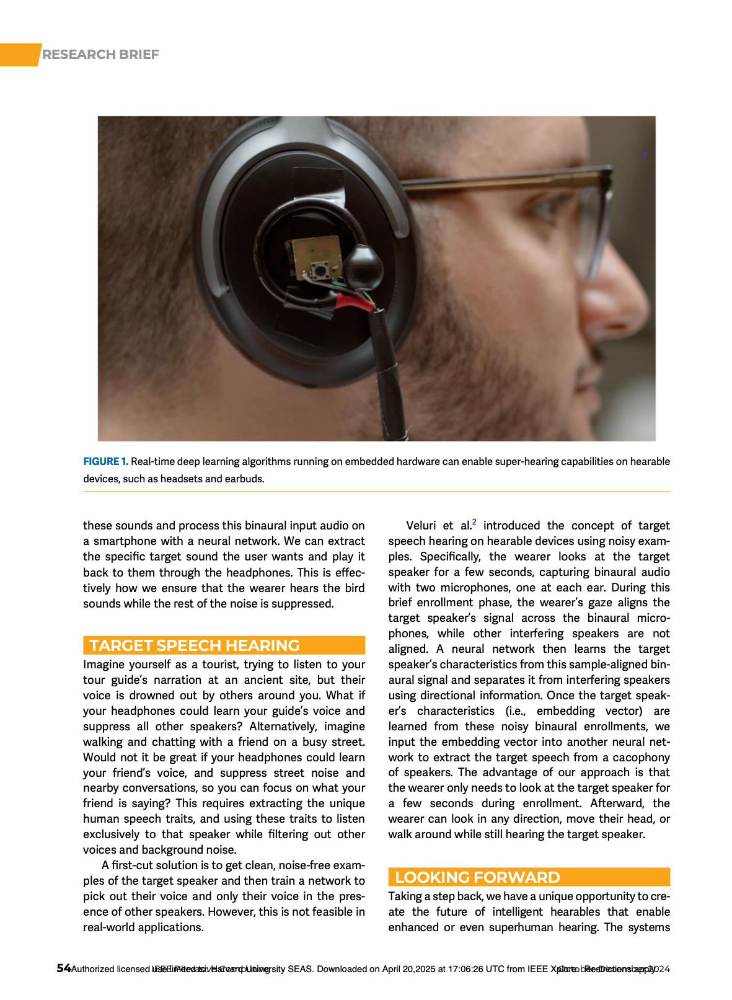 RESEARCH BRIEF
FIGURE 1. Real-time deep learning algorithms running on embedded hardware can enable super-hearing capabilities on hearable
devices, such as headsets and earbuds.
these sounds and process this binaural input audio on
a smartphone with a neural network. We can extract
the specific target sound the user wants and play it
back to them through the headphones. This is effec-
tively how we ensure that the wearer hears the bird
sounds while the rest of the noise is suppressed.
TARGET SPEECH HEARING
Imagine yourself as a tourist, trying to listen to your
tour guide's narration at an ancient site, but their
voice is drowned out by others around you. What if
your headphones could learn your guide's voice and
suppress all other speakers? Alternatively, imagine
walking and chatting with a friend on a busy street.
Would not it be great if your headphones could learn
your friend's voice, and suppress street noise and
nearby conversations, so you can focus on what your
friend is saying? This requires extracting the unique
human speech traits, and using these traits to listen
exclusively to that speaker while filtering out other
voices and background noise.
A first-cut solution is to get clean, noise-free exam-
ples of the target speaker and then train a network to
pick out their voice and only their voice in the pres-
ence of other speakers. However, this is not feasible in
real-world applications.
Veluri et al.2 introduced the concept of target
speech hearing on hearable devices using noisy exam-
ples. Specifically, the wearer looks at the target
speaker for a few seconds, capturing binaural audio
with two microphones, one at each ear. During this
brief enrollment phase, the wearer's gaze aligns the
target speaker's signal across the binaural micro-
phones, while other interfering speakers are not
aligned. A neural network then learns the target
speaker's characteristics from this sample-aligned bin-
aural signal and separates it from interfering speakers
using directional information. Once the target speak-
er's characteristics (i.e., embedding vector) are
learned from these noisy binaural enrollments, we
input the embedding vector into another neural net-
work to extract the target speech from a cacophony
of speakers. The advantage of our approach is that
the wearer only needs to look at the target speaker for
a few seconds during enrollment. Afterward, the
wearer can look in any direction, move their head, or
walk around while still hearing the target speaker.
LOOKING FORWARD
Taking a step back, we have a unique opportunity to cre-
ate the future of intelligent hearables that enable
enhanced or even superhuman hearing. The systems
54 Authorized licensed use limited to: Harvard University SEAS. Downloaded on April 20,2025 at 17:06:26 UTC from IEEE Xplore. Restrictions apply. 2024